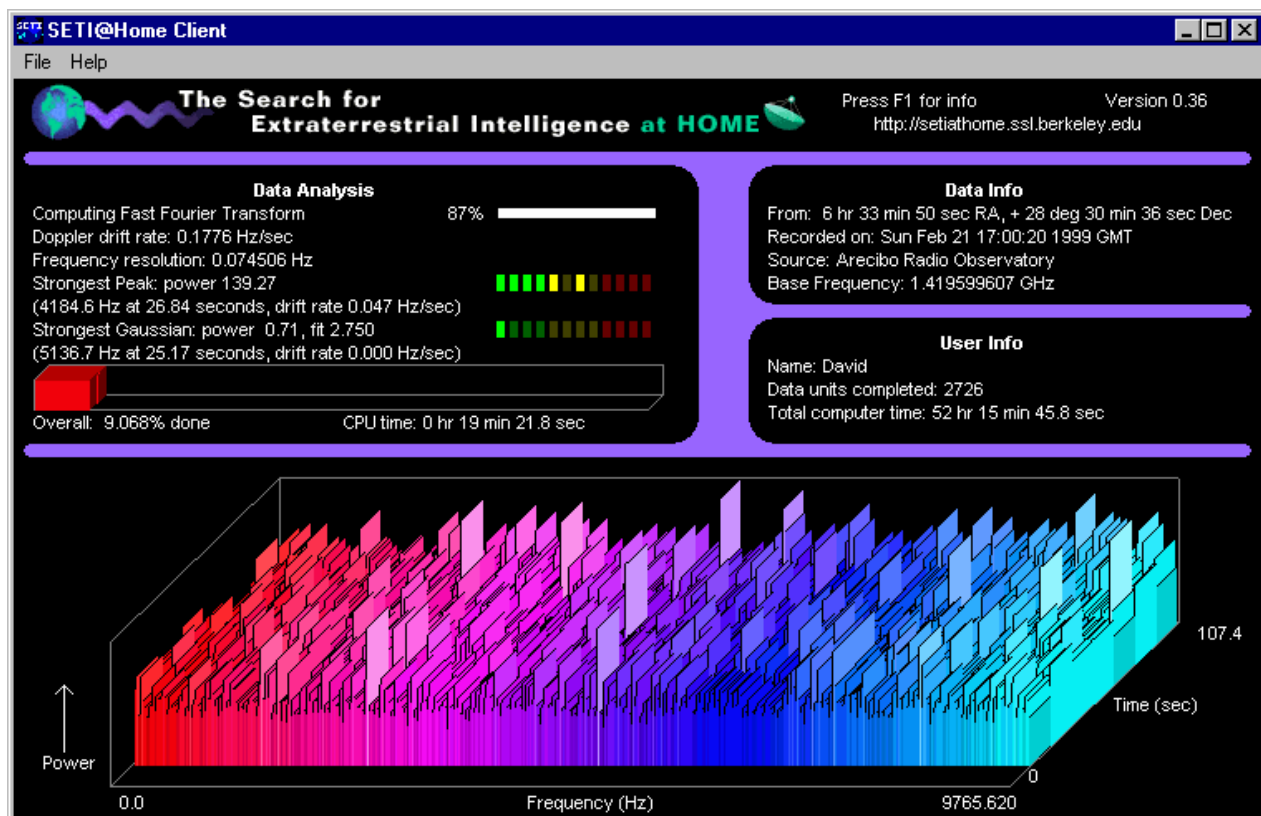 SETI@Home Client
File Help
The Search for
Extraterrestrial Intelligence at HOME
Press F1 for info Version 0.36
http://setiathome.ssl.berkeley.edu
Data Analysis
Computing Fast Fourier Transform 87%
Doppler drift rate: 0.1776 Hz/sec
Frequency resolution: 0.074506 Hz
Strongest Peak: power 139.27
(4184.6 Hz at 26.84 seconds, drift rate 0.047 Hz/sec)
Strongest Gaussian: power 0.71, fit 2.750
(5136.7 Hz at 25.17 seconds, drift rate 0.000 Hz/sec)
Overall: 9.068% done CPU time: 0 hr 19 min 21.8 sec
Data Info
From: 6 hr 33 min 50 sec RA, + 28 deg 30 min 36 sec Dec
Recorded on: Sun Feb 21 17:00:20 1999 GMT
Source: Arecibo Radio Observatory
Base Frequency: 1.419599607 GHz
User Info
Name: David
Data units completed: 2726
Total computer time: 52 hr 15 min 45.8 sec
107.4
Time (sec)
Power
0
0.0 Frequency (Hz) 9765.620